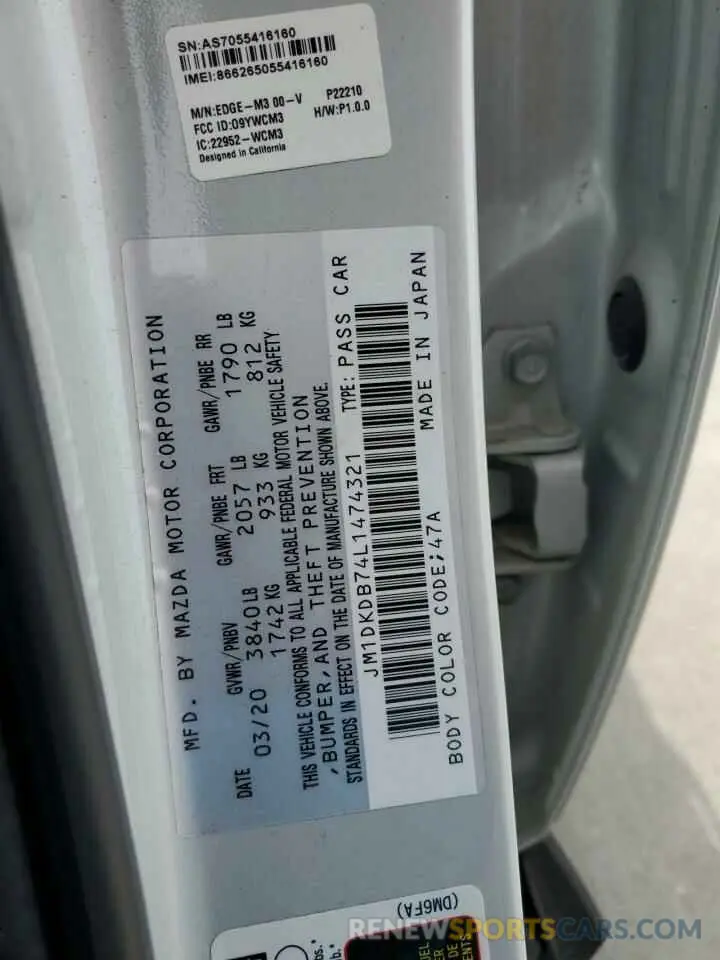 SN:AS7055416160
IMEI:866265055416160
M/N:EDGE-M3 00-V P22210
FCC ID:O9YWCM3 H/W:P1.0.0
IC:22952-WCM3
Designed in California
MFD. BY MAZDA MOTOR CORPORATION
DATE GVWR/PNBV GAWR/PNBE FRT GAWR/PNBE RR
03/20 3840LB 2057 LB 1790 LB
1742KG 933 KG 812 KG
THIS VEHICLE CONFORMS TO ALL APPLICABLE FEDERAL MOTOR VEHICLE SAFETY
,BUMPER,AND THEFT PREVENTION
STANDARDS IN EFFECT ON THE DATE OF MANUFACTURE SHOWN ABOVE.
JM1DKDB74L1474321 TYPE: PASS CAR
BODY COLOR CODE;47A MADE IN JAPAN
(DM6FA)
RENEWSPORTSCARS.COM